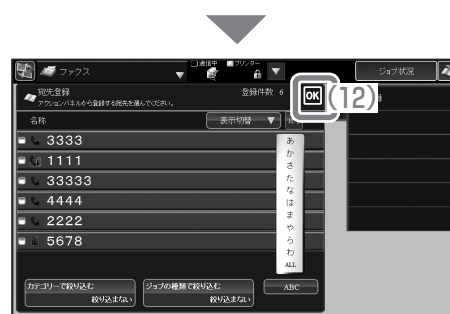 ファクス
通信中
プリンター
ジョブ状況
宛先登録
アクションパネルから登録する宛先を選んでください。
登録件数 6
OK
(12)
録
名称
表示切替
3333
1111
33333
4444
2222
5678
あ
か
さ
た
な
は
ま
や
ら
わ
ALL
カテゴリーで絞り込む
絞り込まない
ジョブの種類で絞り込む
絞り込まない
ABC